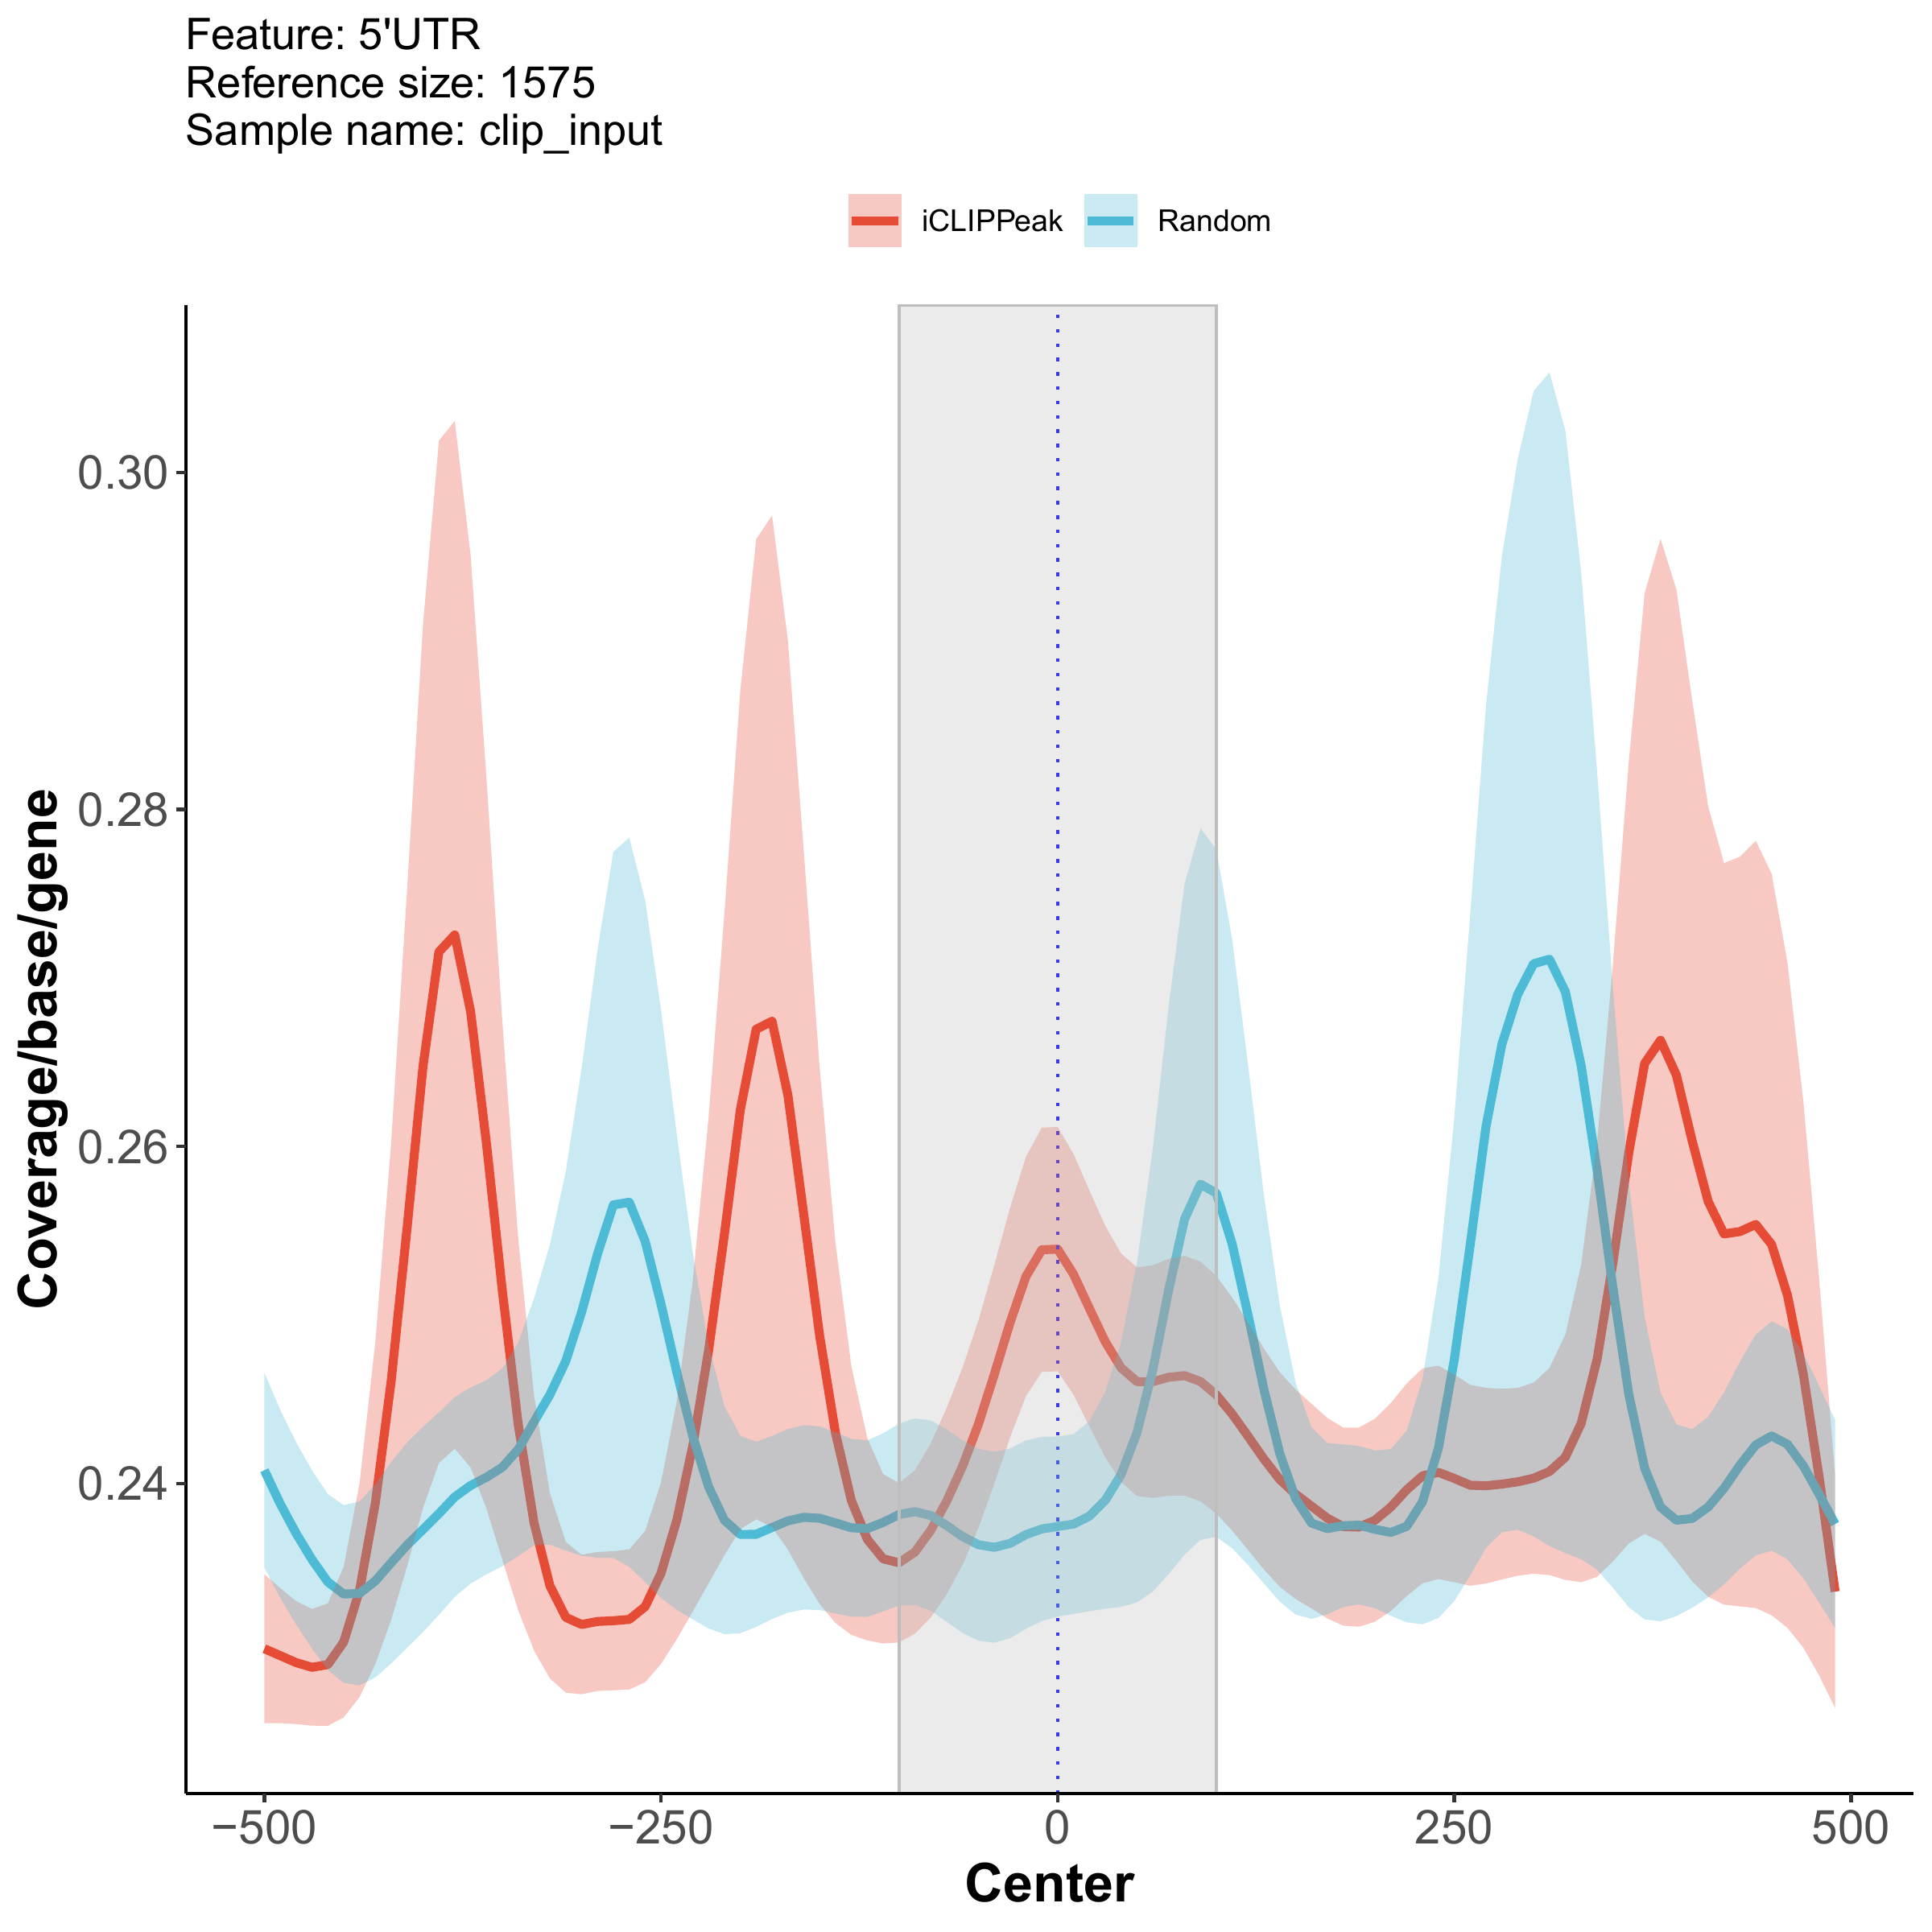 Feature: 5'UTR
Reference size: 1575
Sample name: clip_input
iCLIPPeak
Random
Coverage/base/gene
0.30
0.28
0.26
0.24
−500
−250
0
250
500
Center